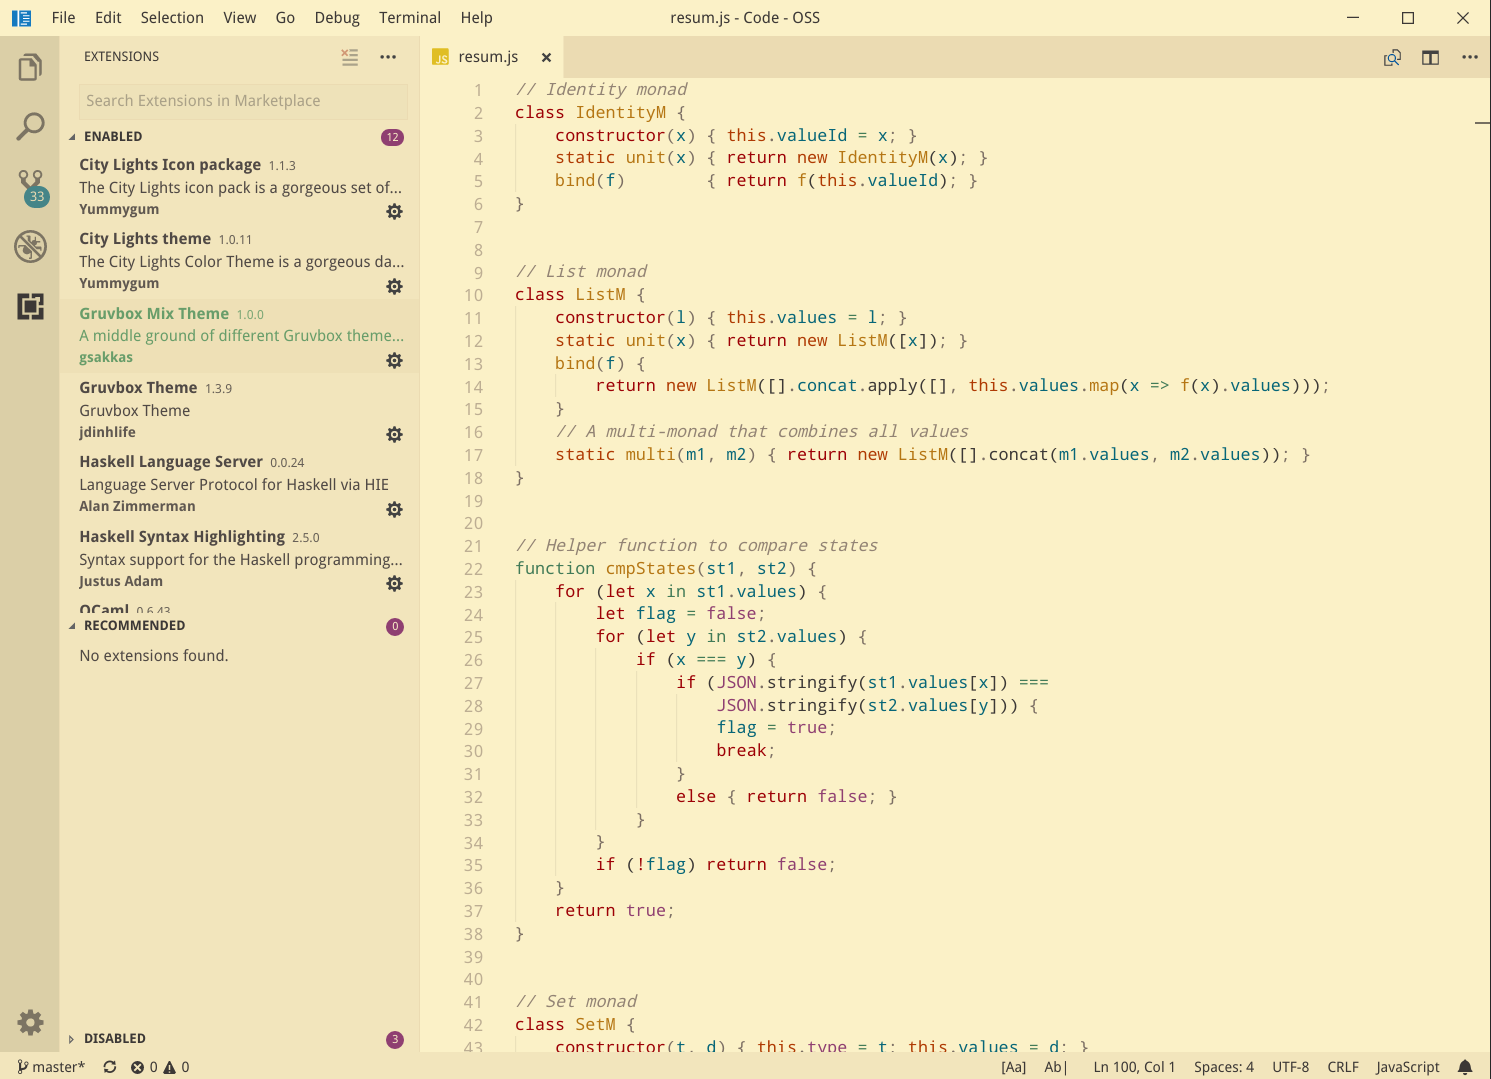 File Edit Selection View Go Debug Terminal Help resum.js - Code - OSS
EXTENSIONS
Search Extensions in Marketplace
ENABLED 12
City Lights Icon package 1.1.3
The City Lights icon pack is a gorgeous set of...
Yummygum
33
City Lights theme 1.0.11
The City Lights Color Theme is a gorgeous da...
Yummygum
Gruvbox Mix Theme 1.0.0
A middle ground of different Gruvbox theme...
gsakkas
Gruvbox Theme 1.3.9
Gruvbox Theme
jdinhlife
Haskell Language Server 0.0.24
Language Server Protocol for Haskell via HIE
Alan Zimmerman
Haskell Syntax Highlighting 2.5.0
Syntax support for the Haskell programming...
Justus Adam
OCaml 0.6.43
RECOMMENDED 0
No extensions found.
DISABLED 3
JS resum.js
1 // Identity monad
2 class IdentityM {
3     constructor(x) { this.valueId = x; }
4     static unit(x) { return new IdentityM(x); }
5     bind(f)        { return f(this.valueId); }
6 }
7
8
9 // List monad
10 class ListM {
11     constructor(l) { this.values = l; }
12     static unit(x) { return new ListM([x]); }
13     bind(f) {
14         return new ListM([].concat.apply([], this.values.map(x => f(x).values)));
15     }
16     // A multi-monad that combines all values
17     static multi(m1, m2) { return new ListM([].concat(m1.values, m2.values)); }
18 }
19
20
21 // Helper function to compare states
22 function cmpStates(st1, st2) {
23     for (let x in st1.values) {
24         let flag = false;
25         for (let y in st2.values) {
26             if (x === y) {
27                 if (JSON.stringify(st1.values[x]) ===
28                     JSON.stringify(st2.values[y])) {
29                     flag = true;
30                     break;
31                 }
32                 else { return false; }
33             }
34         }
35         if (!flag) return false;
36     }
37     return true;
38 }
39
40
41 // Set monad
42 class SetM {
43     constructor(t, d) { this.type = t; this.values = d; }
master* 0 0 [Aa] Ab| Ln 100, Col 1 Spaces: 4 UTF-8 CRLF JavaScript